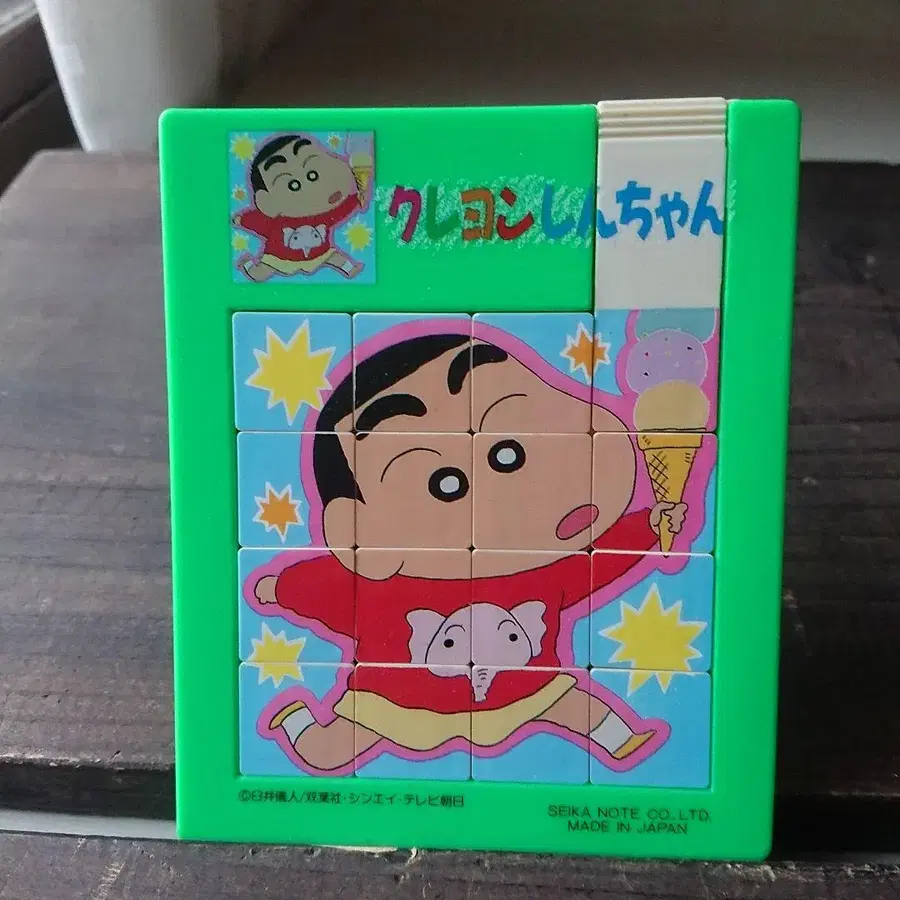 クレヨンしんちゃん
©臼井儀人/双葉社・シンエイ・テレビ朝日
SEIKA NOTE CO.,LTD.
MADE IN JAPAN